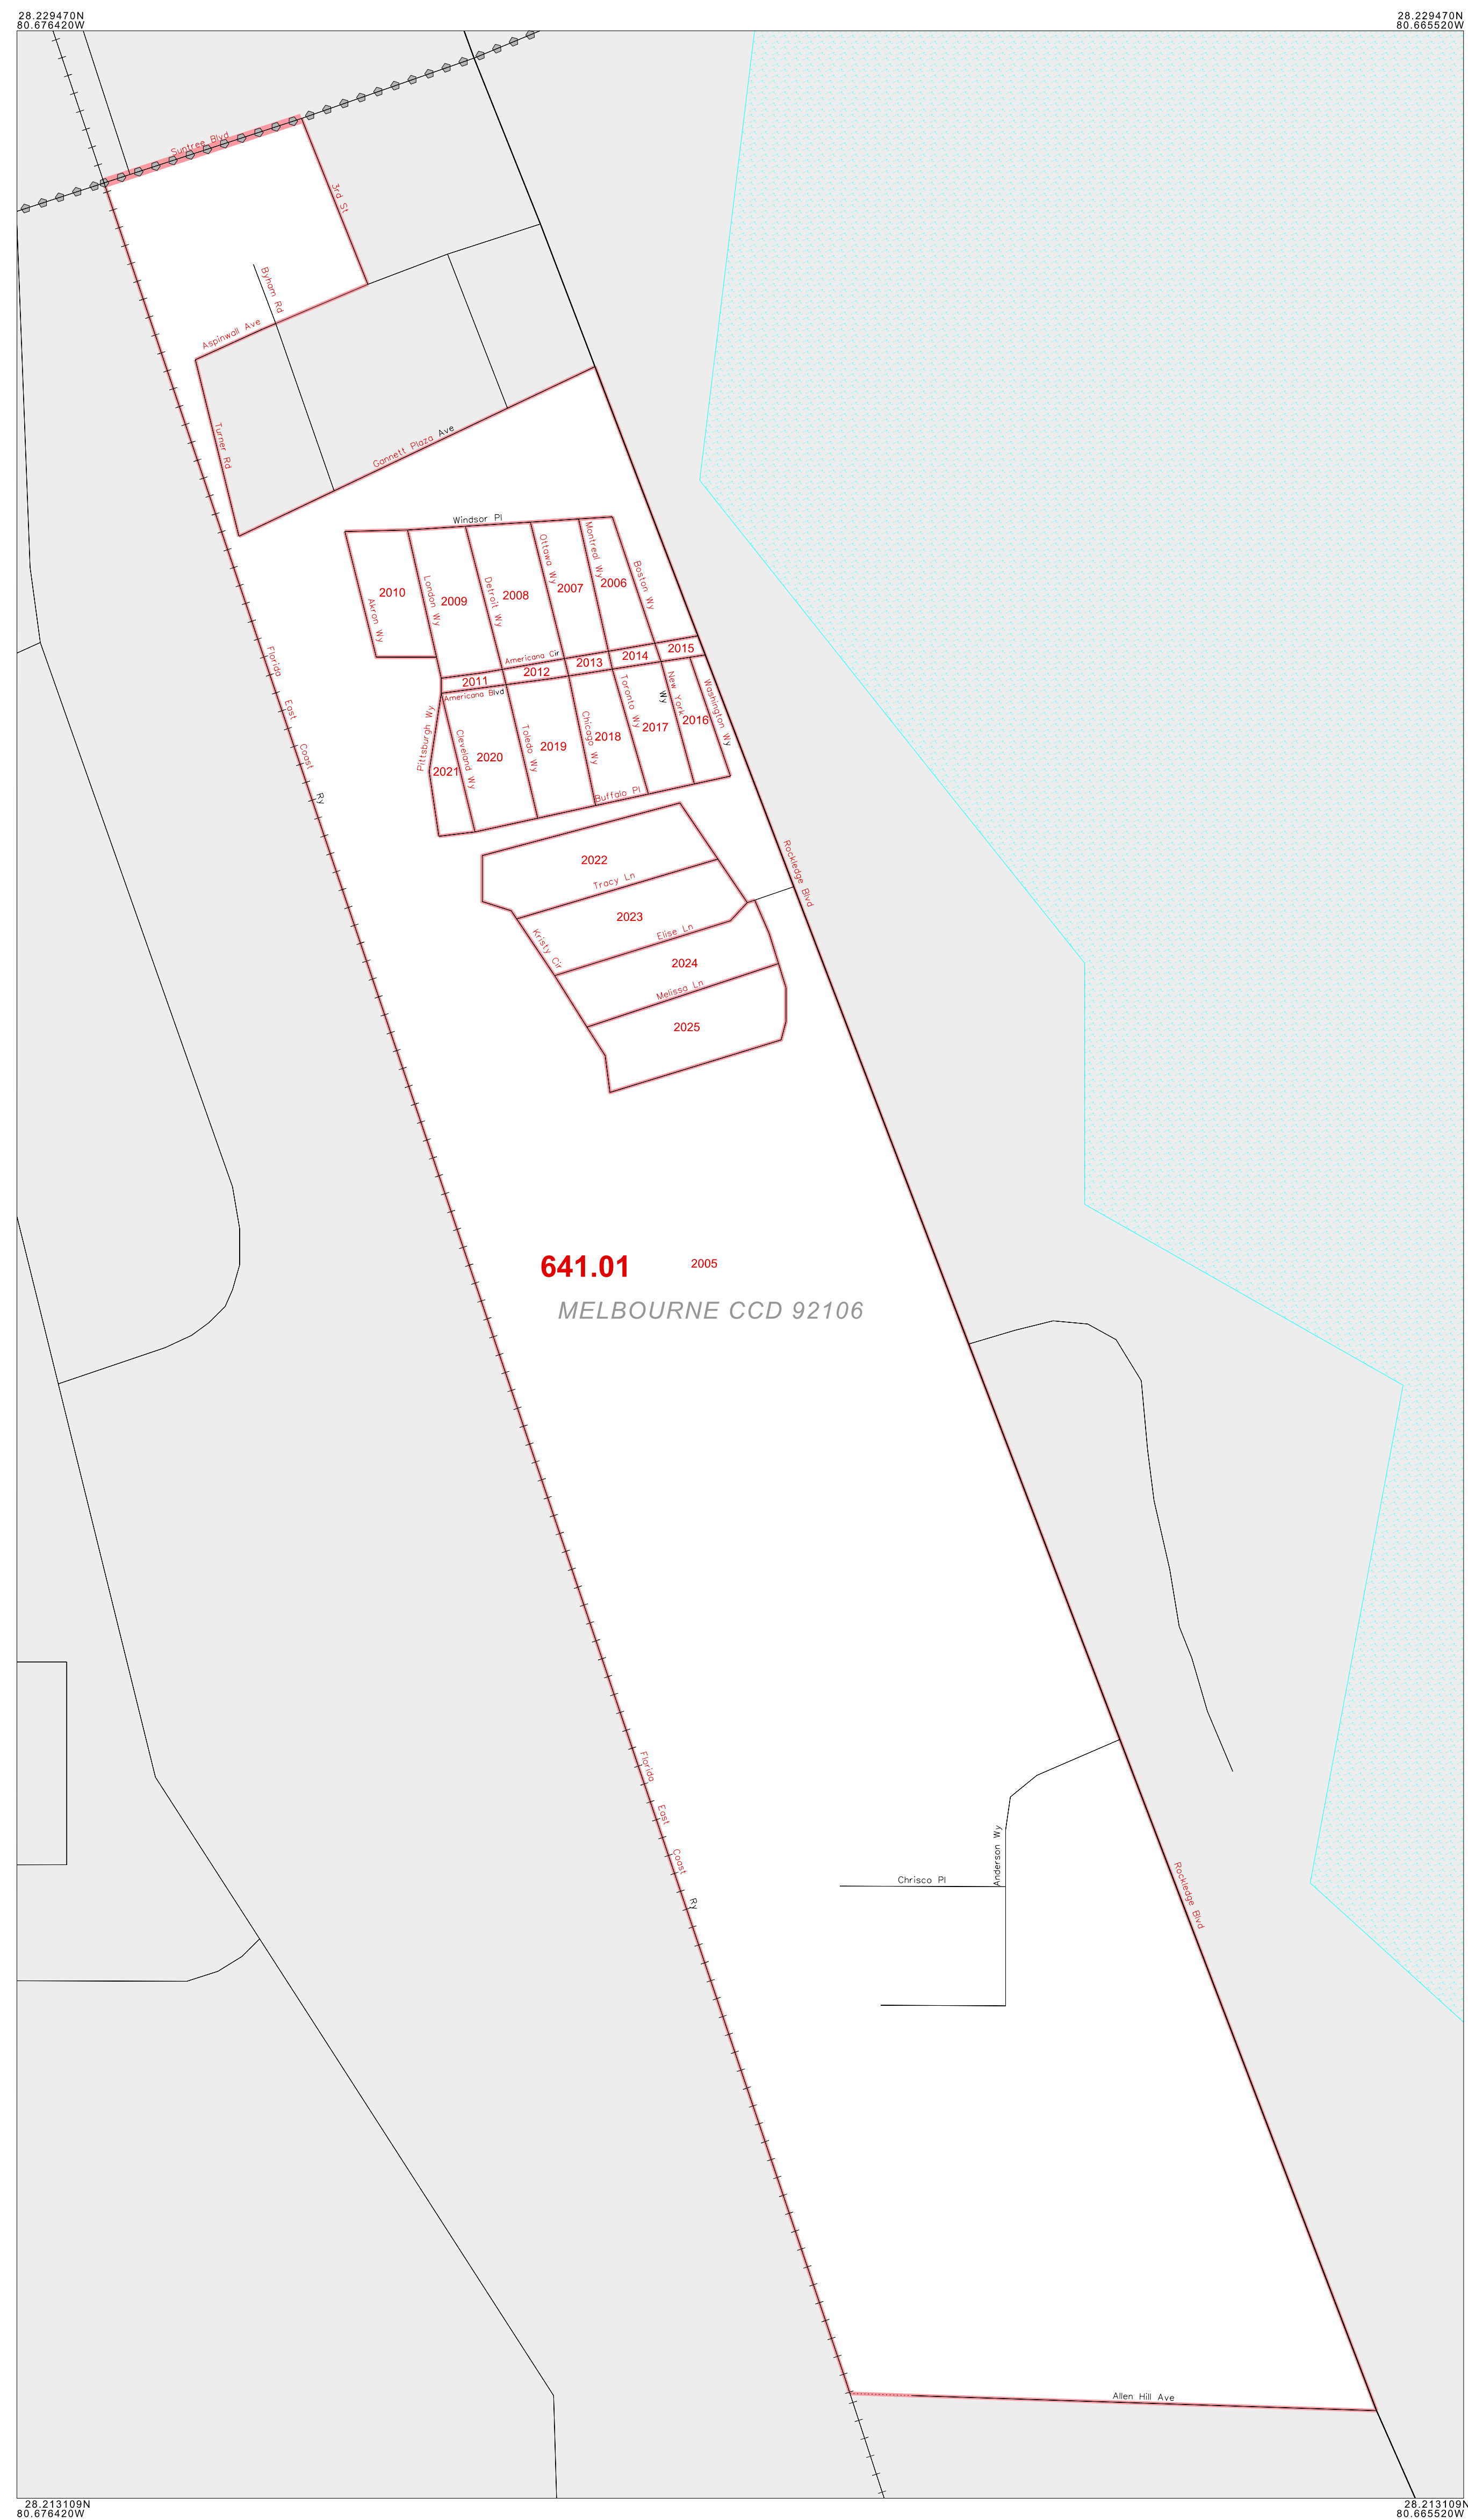 28.229470N
80.676420W
28.229470N
80.665520W
Suntree Blvd
3rd St
Byham Rd
Aspinwall Ave
Turner Rd
Gannett Plaza Ave
Windsor Pl
Akron Wy
London Wy
Detroit Wy
Ottawa Wy
Montreal Wy
Boston Wy
2010
2009
2008
2007
2006
Florida East Coast Ry
Americana Cir
2011
2012
2013
2014
2015
Americana Blvd
Pittsburgh Wy
Cleveland Wy
Toledo Wy
Chicago Wy
Toronto Wy
New York Wy
Washington Wy
2021
2020
2019
2018
2017
2016
Buffalo Pl
Rockledge Blvd
2022
Tracy Ln
2023
Kristy Cir
Elise Ln
2024
Melissa Ln
2025
641.01
2005
MELBOURNE CCD 92106
Florida East Coast Ry
Anderson Wy
Chrisco Pl
Rockledge Blvd
Allen Hill Ave
28.213109N
80.676420W
28.213109N
80.665520W